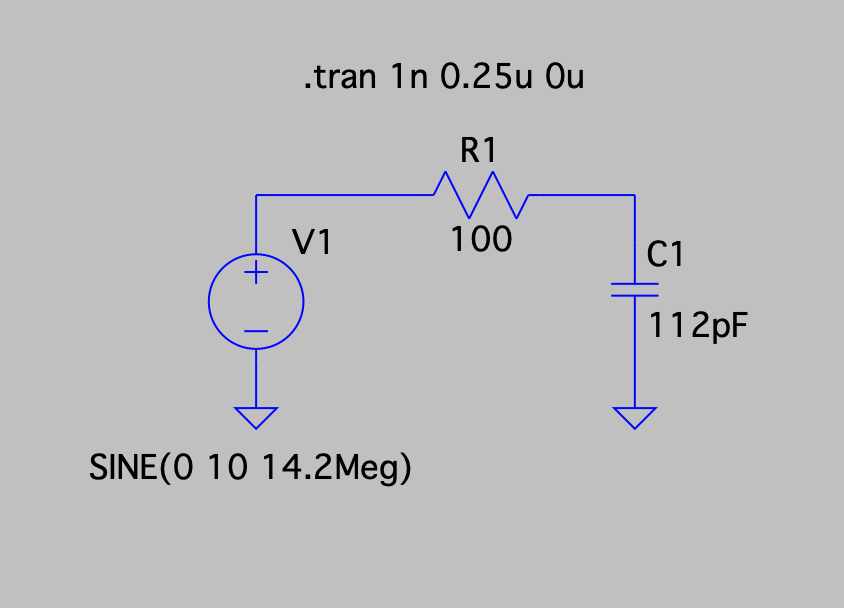 .tran 1n 0.25u 0u
R1
100
V1
C1
112pF
SINE(0 10 14.2Meg)